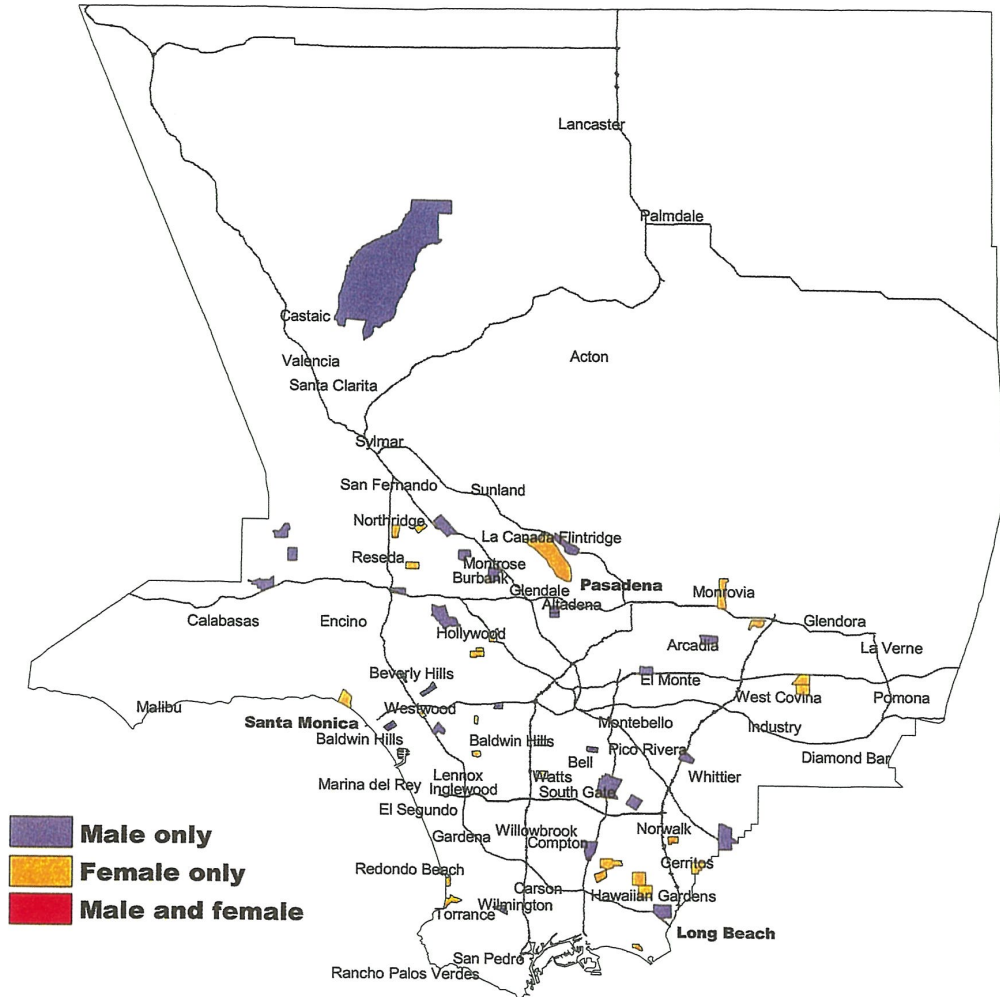 Lancaster
Palmdale
Castaic
Acton
Valencia
Santa Clarita
Sylmar
San Fernando
Sunland
Northridge
La Canada Flintridge
Reseda
Montrose
Burbank
Pasadena
Glendale
Monrovia
Altadena
Calabasas
Encino
Hollywood
Glendora
Arcadia
La Verne
Beverly Hills
El Monte
West Covina
Pomona
Malibu
Westwood
Santa Monica
Montebello
Industry
Baldwin Hills
Baldwin Hills
Pico Rivera
Diamond Bar
Bell
Lennox
Watts
Whittier
Marina del Rey
Inglewood
South Gate
El Segundo
Male only
Gardena
Willowbrook
Norwalk
Compton
Redondo Beach
Cerritos
Female only
Carson
Hawaiian Gardens
Male and female
Wilmington
Torrance
Long Beach
San Pedro
Rancho Palos Verdes